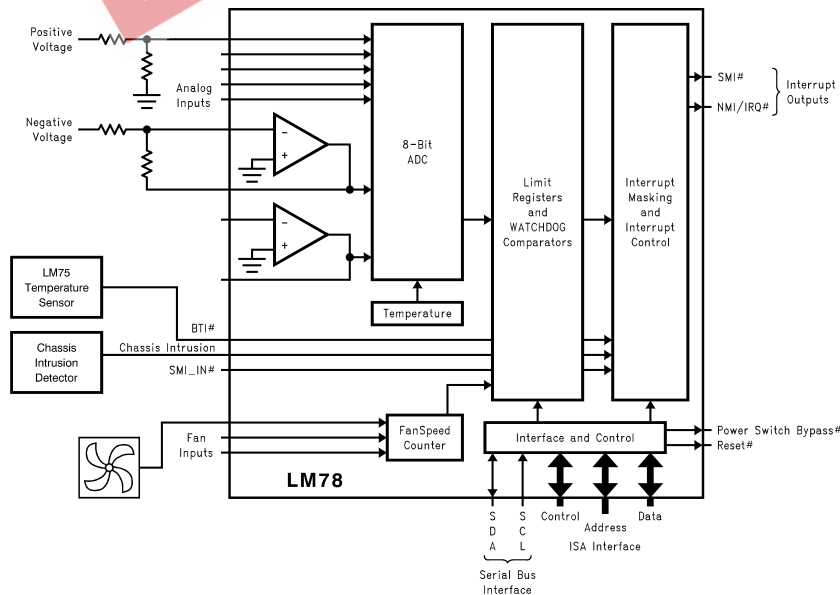 Positive
Voltage
Analog
Inputs
Negative
Voltage
-
+
-
+
8-Bit
ADC
Limit
Registers
and
WATCHDOG
Comparators
Interrupt
Masking
and
Interrupt
Control
SMI#
NMI/IRQ#
Interrupt
Outputs
LM75
Temperature
Sensor
Temperature
BTI#
Chassis
Intrusion
Detector
Chassis Intrusion
SMI_IN#
Fan
Inputs
FanSpeed
Counter
Interface and Control
Power Switch Bypass#
Reset#
LM78
SDA
SCL
Control
Address
Data
ISA Interface
Serial Bus
Interface